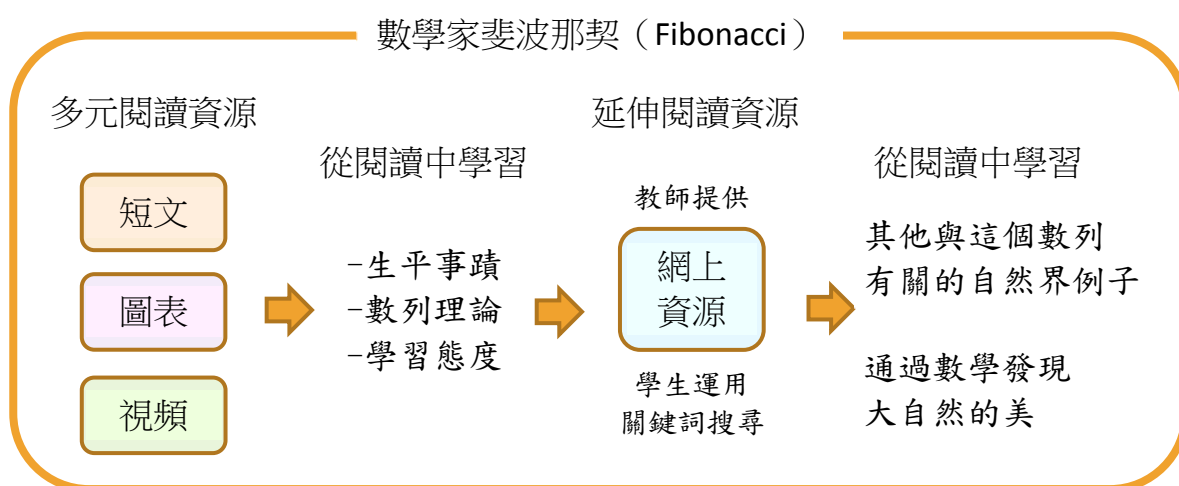 數學家斐波那契（Fibonacci）
多元閱讀資源
短文
圖表
視頻
從閱讀中學習
-生平事蹟
-數列理論
-學習態度
延伸閱讀資源
教師提供
網上
資源
學生運用
關鍵詞搜尋
從閱讀中學習
其他與這個數列
有關的自然界例子
通過數學發現
大自然的美